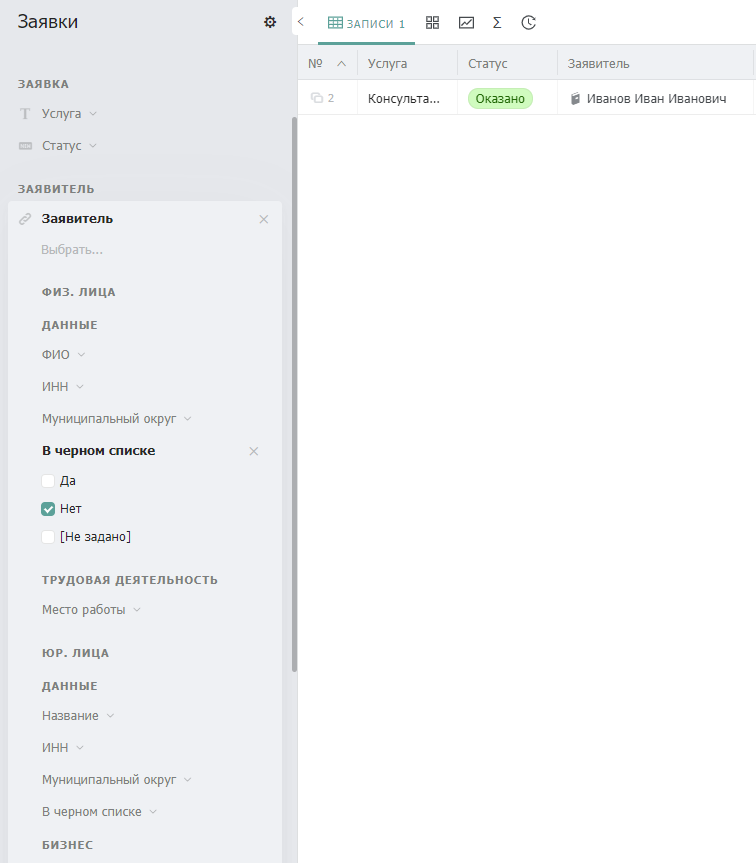 Заявки
ЗАЯВКА
Услуга
Статус
ЗАЯВИТЕЛЬ
Заявитель
Выбрать...
ФИЗ. ЛИЦА
ДАННЫЕ
ФИО
ИНН
Муниципальный округ
В черном списке
Да
Нет
[Не задано]
ТРУДОВАЯ ДЕЯТЕЛЬНОСТЬ
Место работы
ЮР. ЛИЦА
ДАННЫЕ
Название
ИНН
Муниципальный округ
В черном списке
БИЗНЕС
ЗАПИСИ 1
№ Услуга Статус Заявитель
2 Консульта... Оказано Иванов Иван Иванович